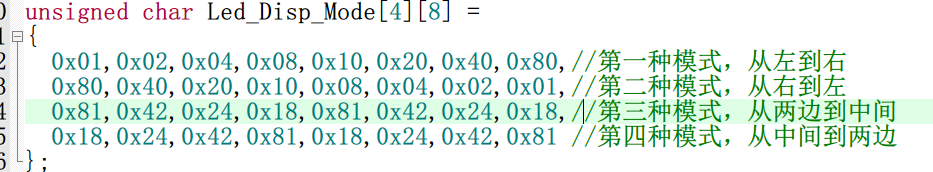 unsigned char Led_Disp_Mode[4][8] =
{
0x01,0x02,0x04,0x08,0x10,0x20,0x40,0x80,//第一种模式，从左到右
0x80,0x40,0x20,0x10,0x08,0x04,0x02,0x01,//第二种模式，从右到左
0x81,0x42,0x24,0x18,0x81,0x42,0x24,0x18,//第三种模式，从两边到中间
0x18,0x24,0x42,0x81,0x18,0x24,0x42,0x81 //第四种模式，从中间到两边
};